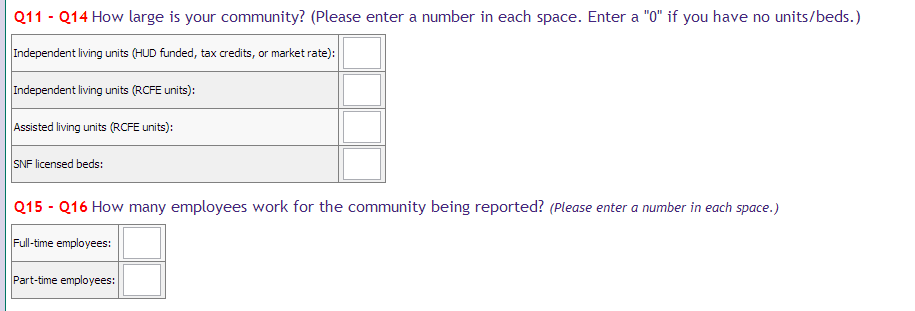 Q11 - Q14 How large is your community? (Please enter a number in each space. Enter a "0" if you have no units/beds.)
Independent living units (HUD funded, tax credits, or market rate):
Independent living units (RCFE units):
Assisted living units (RCFE units):
SNF licensed beds:
Q15 - Q16 How many employees work for the community being reported? (Please enter a number in each space.)
Full-time employees:
Part-time employees: